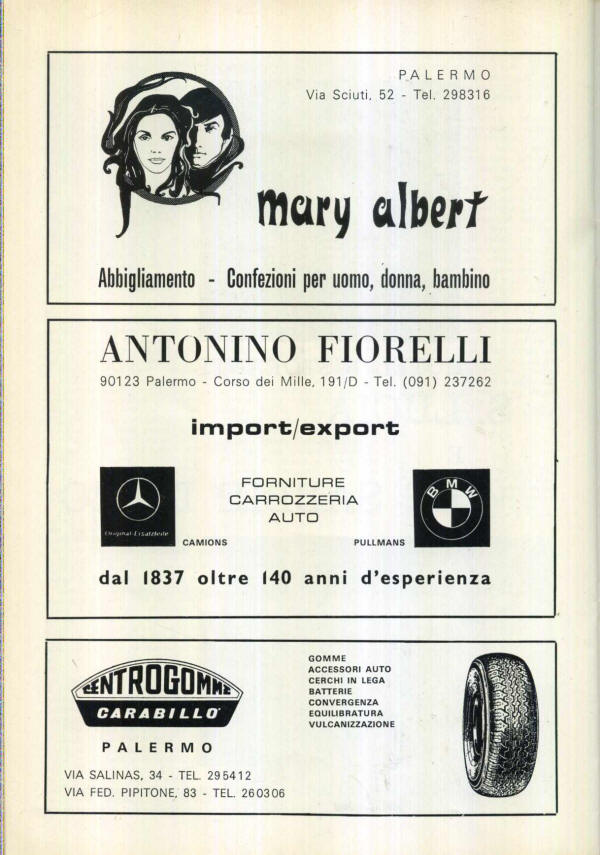 PALERMO
Via Sciuti, 52 - Tel. 298316
mary albert
Abbigliamento - Confezioni per uomo, donna, bambino
ANTONINO FIORELLI
90123 Palermo - Corso dei Mille, 191/D - Tel. (091) 237262
import/export
FORNITURE
CARROZZERIA
AUTO
Original-Ersatzteile
CAMIONS
BMW
PULLMANS
dal 1837 oltre 140 anni d'esperienza
CENTROGOMME
CARABILLO'
PALERMO
VIA SALINAS, 34 - TEL. 295412
VIA FED. PIPITONE, 83 - TEL. 260306
GOMME
ACCESSORI AUTO
CERCHI IN LEGA
BATTERIE
CONVERGENZA
EQUILIBRATURA
VULCANIZZAZIONE